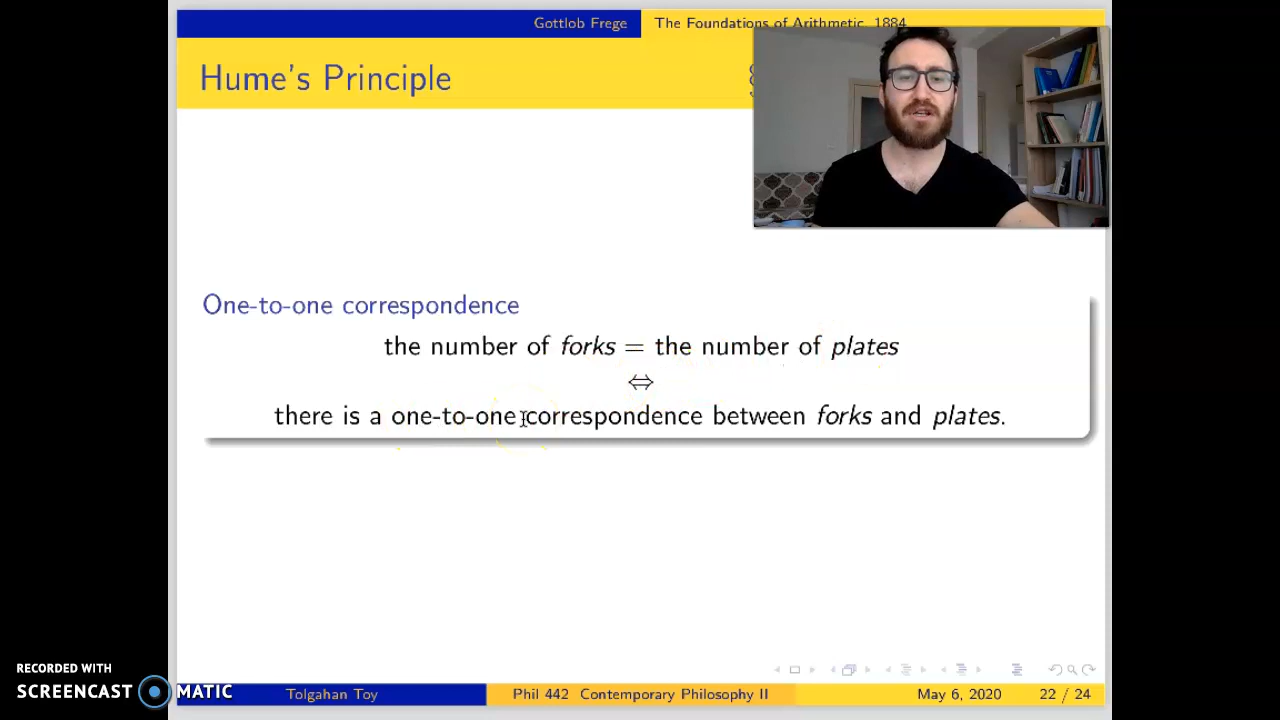 Gottlob Frege The Foundations of Arithmetic, 1884
Hume's Principle
One-to-one correspondence
the number of forks = the number of plates
⇔
there is a one-to-one correspondence between forks and plates.
RECORDED WITH
SCREENCAST MATIC
Tolgahan Toy Phil 442 Contemporary Philosophy II May 6, 2020 22 / 24